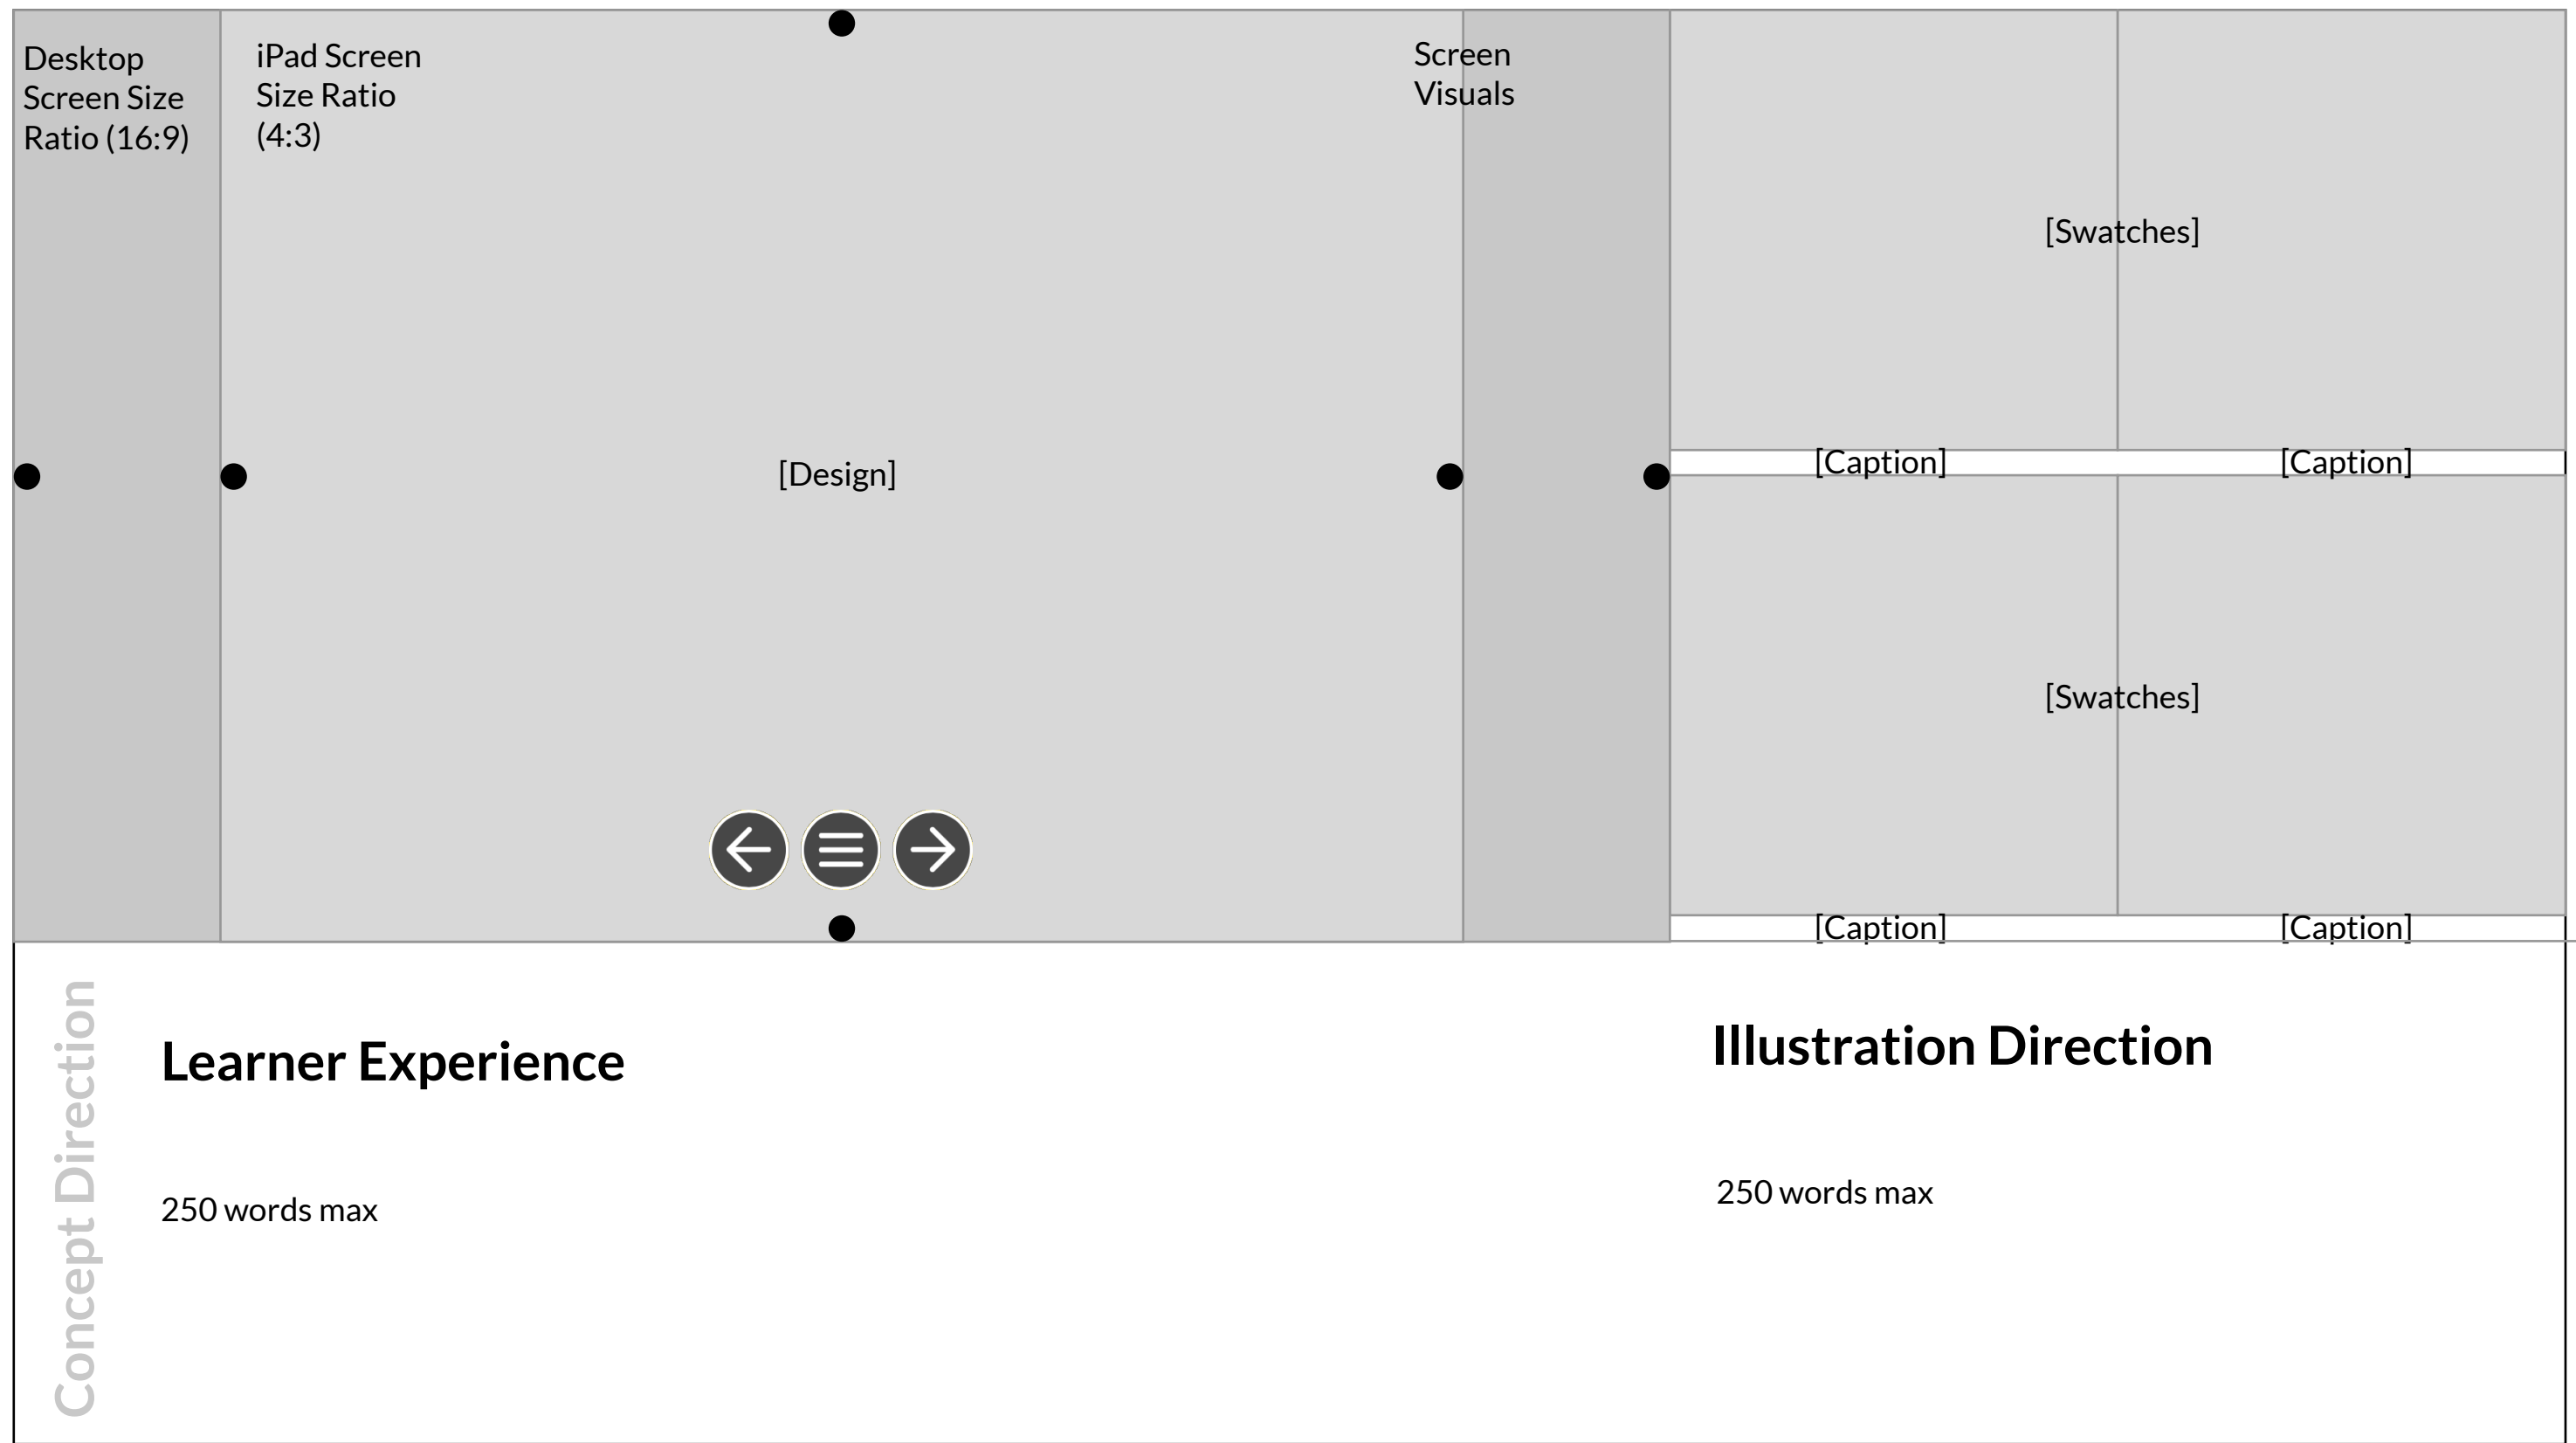 Desktop
Screen Size
Ratio (16:9)
iPad Screen
Size Ratio
(4:3)
Screen
Visuals
[Design]
[Swatches]
[Caption]
[Caption]
[Swatches]
[Caption]
[Caption]
Concept Direction
Learner Experience
250 words max
Illustration Direction
250 words max